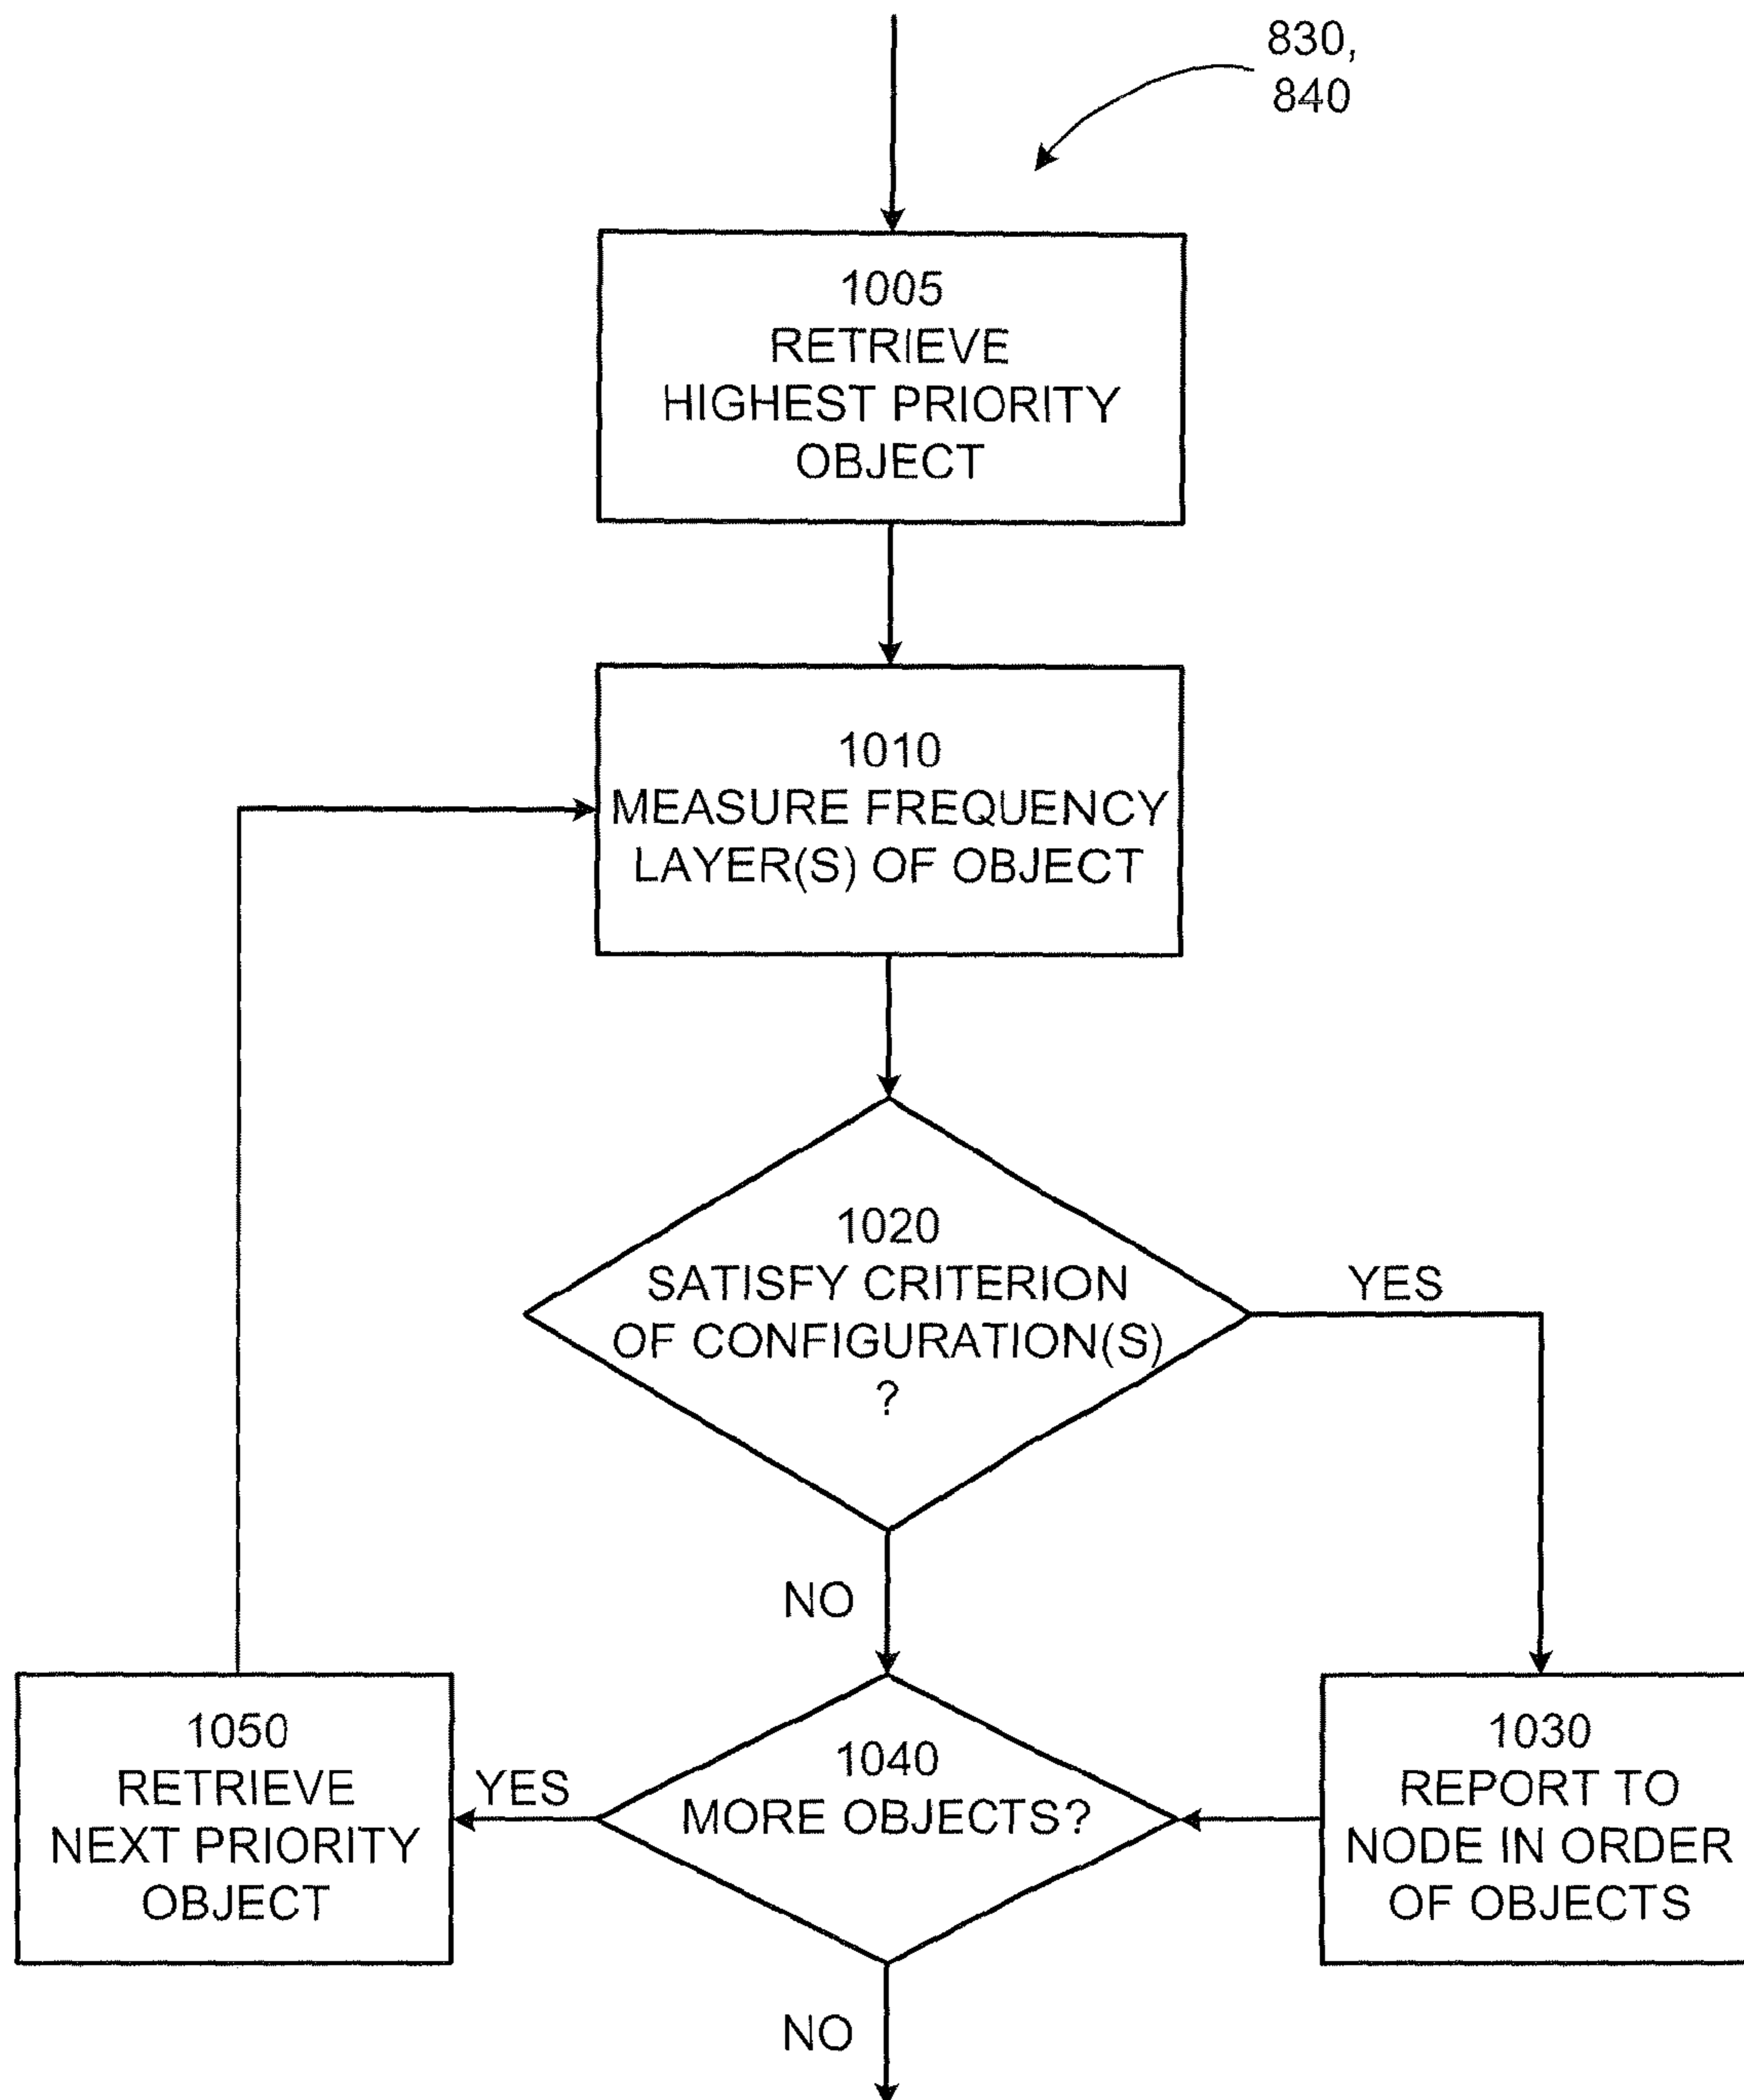 830,
840
1005
RETRIEVE
HIGHEST PRIORITY
OBJECT
1010
MEASURE FREQUENCY
LAYER(S) OF OBJECT
1020
SATISFY CRITERION
OF CONFIGURATION(S)
?
YES
NO
1050
RETRIEVE
NEXT PRIORITY
OBJECT
YES
1040
MORE OBJECTS?
1030
REPORT TO
NODE IN ORDER
OF OBJECTS
NO